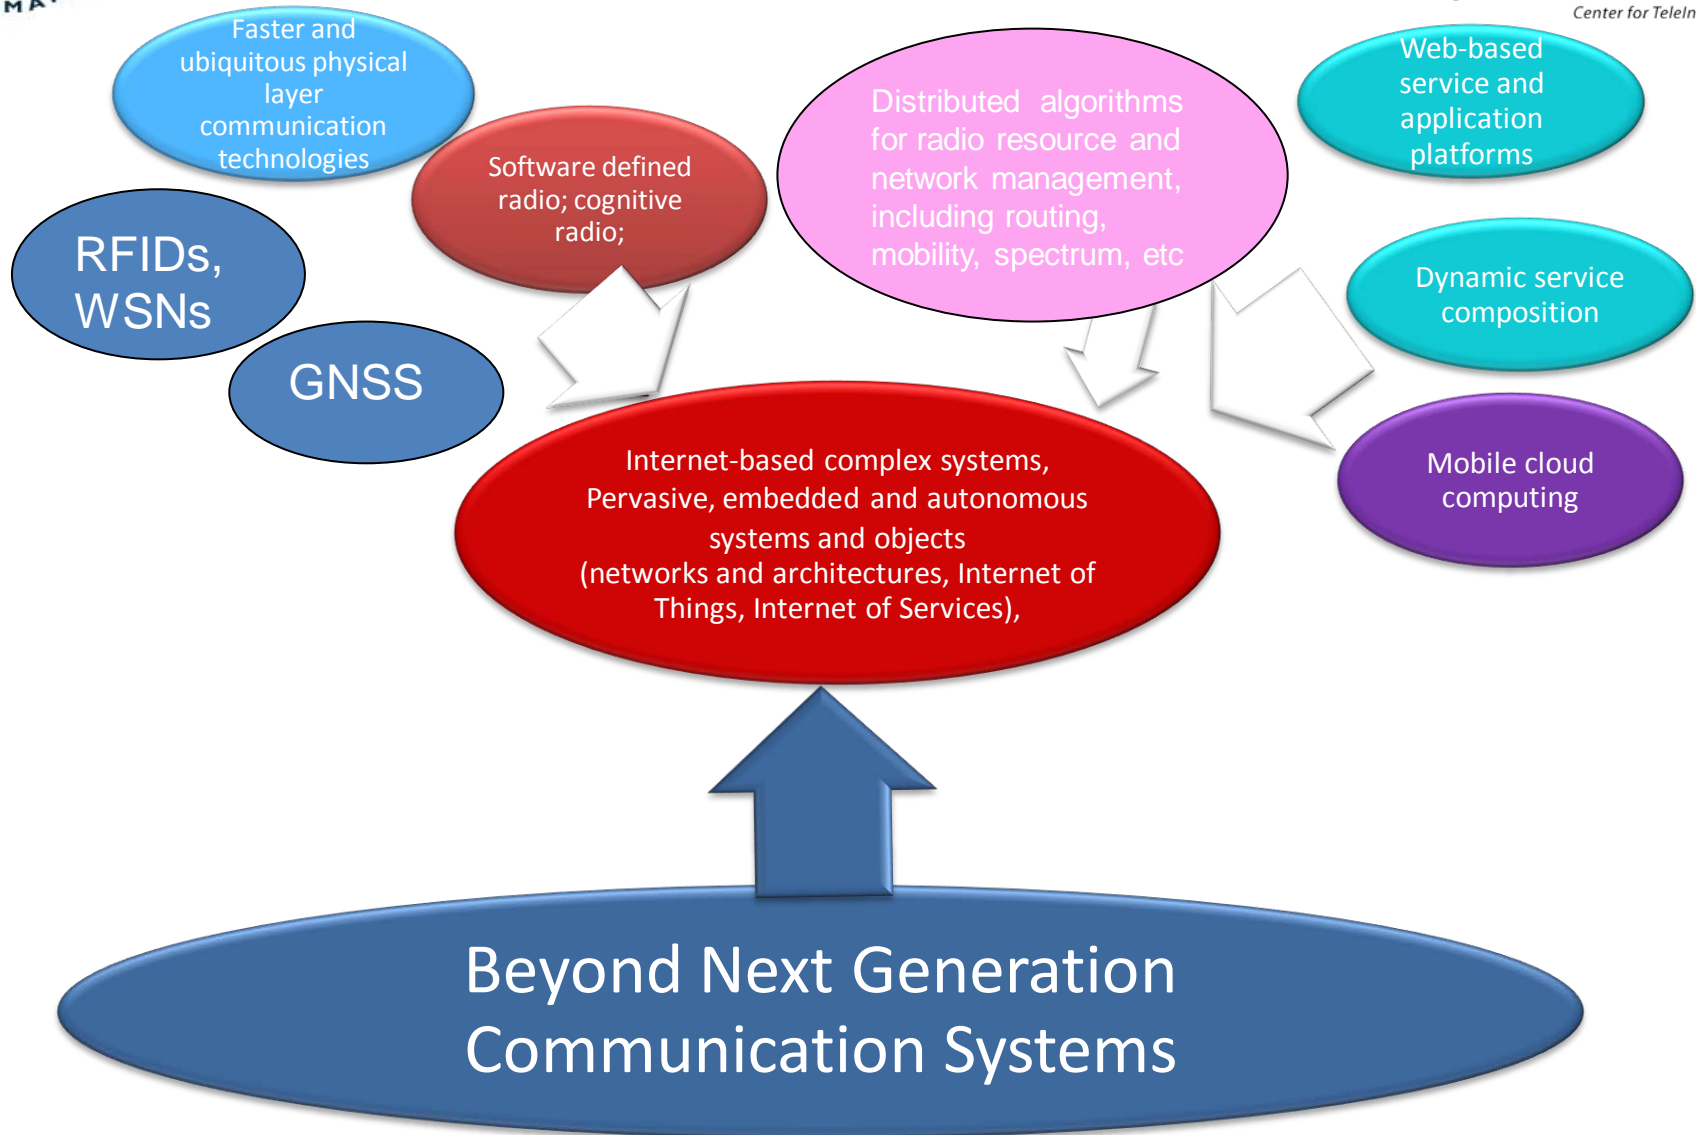 Center for TeleIn
Faster and
ubiquitous physical
layer
communication
technologies
Software defined
radio; cognitive
radio;
Distributed algorithms
for radio resource and
network management,
including routing,
mobility, spectrum, etc
Web-based
service and
application
platforms
RFIDs,
WSNs
GNSS
Dynamic service
composition
Mobile cloud
computing
Internet-based complex systems,
Pervasive, embedded and autonomous
systems and objects
(networks and architectures, Internet of
Things, Internet of Services),
Beyond Next Generation
Communication Systems